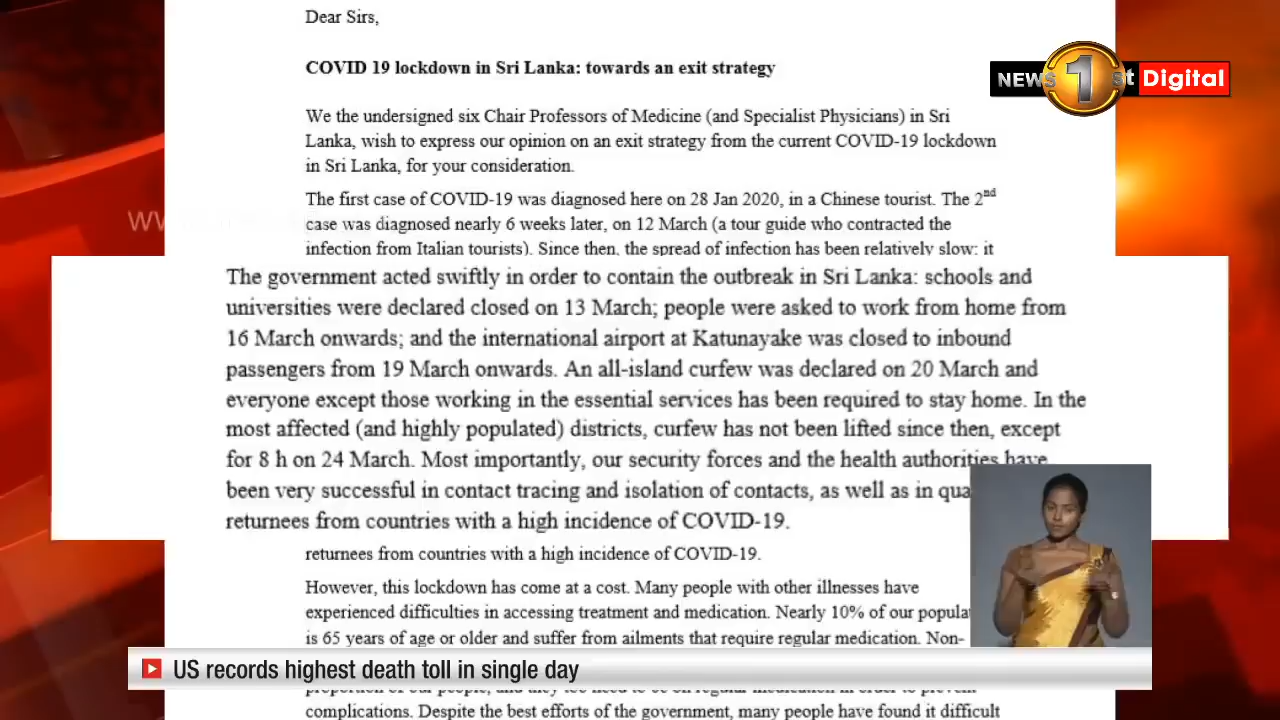 Dear Sirs,
COVID 19 lockdown in Sri Lanka: towards an exit strategy
NEWS 1st Digital
We the undersigned six Chair Professors of Medicine (and Specialist Physicians) in Sri
Lanka, wish to express our opinion on an exit strategy from the current COVID-19 lockdown
in Sri Lanka, for your consideration.
The first case of COVID-19 was diagnosed here on 28 Jan 2020, in a Chinese tourist. The 2nd
case was diagnosed nearly 6 weeks later, on 12 March (a tour guide who contracted the
infection from Italian tourists). Since then, the spread of infection has been relatively slow: it
The government acted swiftly in order to contain the outbreak in Sri Lanka: schools and
universities were declared closed on 13 March; people were asked to work from home from
16 March onwards; and the international airport at Katunayake was closed to inbound
passengers from 19 March onwards. An all-island curfew was declared on 20 March and
everyone except those working in the essential services has been required to stay home. In the
most affected (and highly populated) districts, curfew has not been lifted since then, except
for 8 h on 24 March. Most importantly, our security forces and the health authorities have
been very successful in contact tracing and isolation of contacts, as well as in qua
returnees from countries with a high incidence of COVID-19.
returnees from countries with a high incidence of COVID-19.
However, this lockdown has come at a cost. Many people with other illnesses have
experienced difficulties in accessing treatment and medication. Nearly 10% of our popula
is 65 years of age or older and suffer from ailments that require regular medication. Non-
US records highest death toll in single day
complications. Despite the best efforts of the government, many people have found it difficult